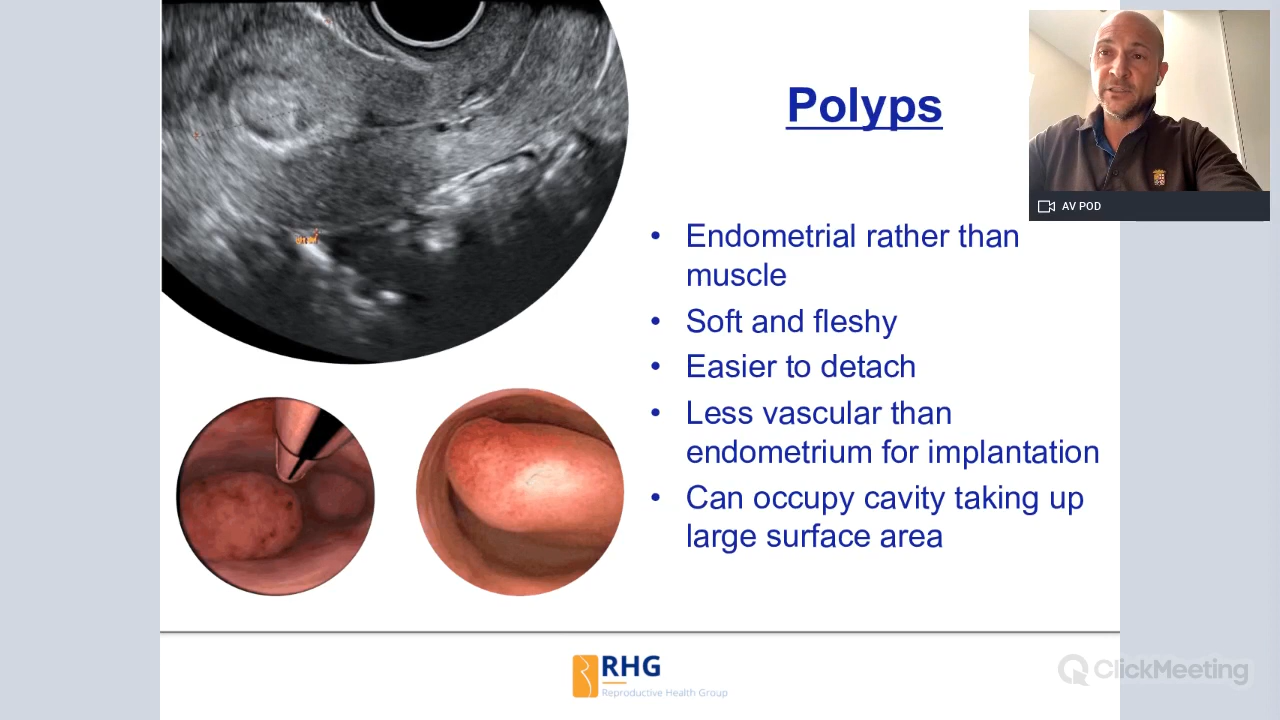 Polyps
AV POD
• Endometrial rather than
muscle
• Soft and fleshy
• Easier to detach
• Less vascular than
endometrium for implantation
• Can occupy cavity taking up
large surface area
RHG
Reproductive Health Group
ClickMeeting